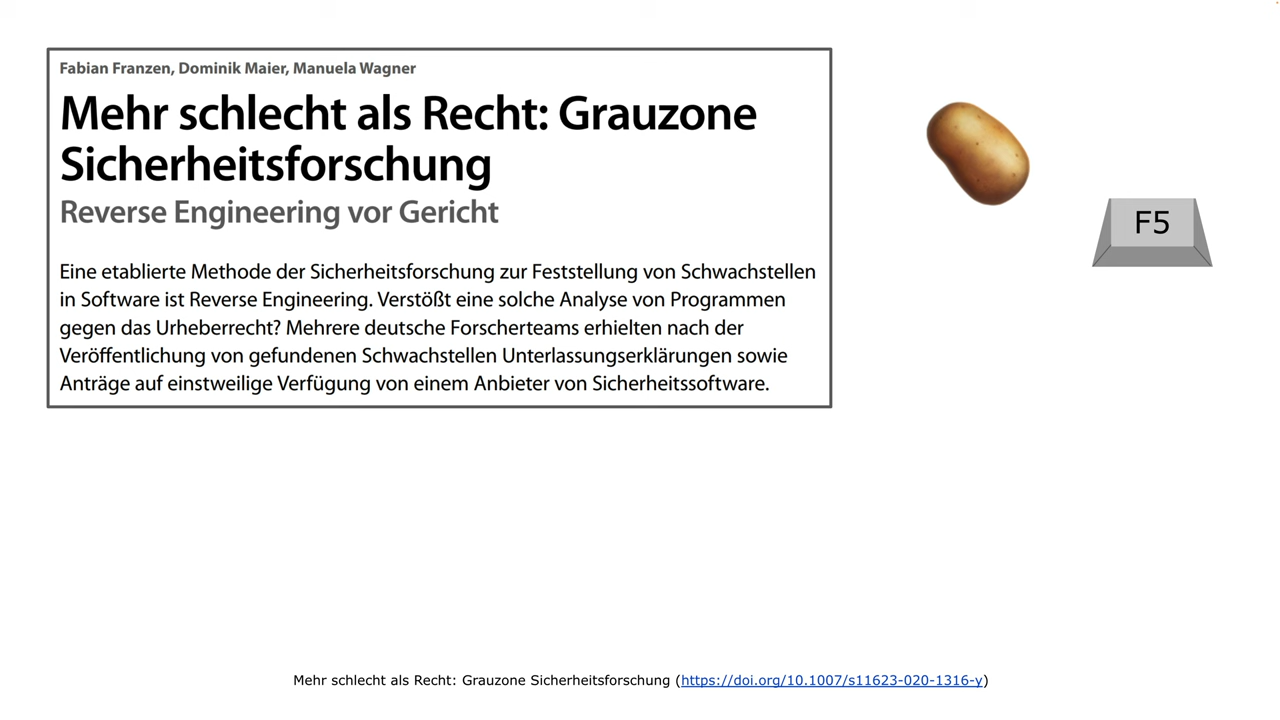 Fabian Franzen, Dominik Maier, Manuela Wagner
Mehr schlecht als Recht: Grauzone
Sicherheitsforschung
Reverse Engineering vor Gericht
Eine etablierte Methode der Sicherheitsforschung zur Feststellung von Schwachstellen
in Software ist Reverse Engineering. Verstößt eine solche Analyse von Programmen
gegen das Urheberrecht? Mehrere deutsche Forscherteams erhielten nach der
Veröffentlichung von gefundenen Schwachstellen Unterlassungserklärungen sowie
Anträge auf einstweilige Verfügung von einem Anbieter von Sicherheitssoftware.
F5
Mehr schlecht als Recht: Grauzone Sicherheitsforschung (https://doi.org/10.1007/s11623-020-1316-y)